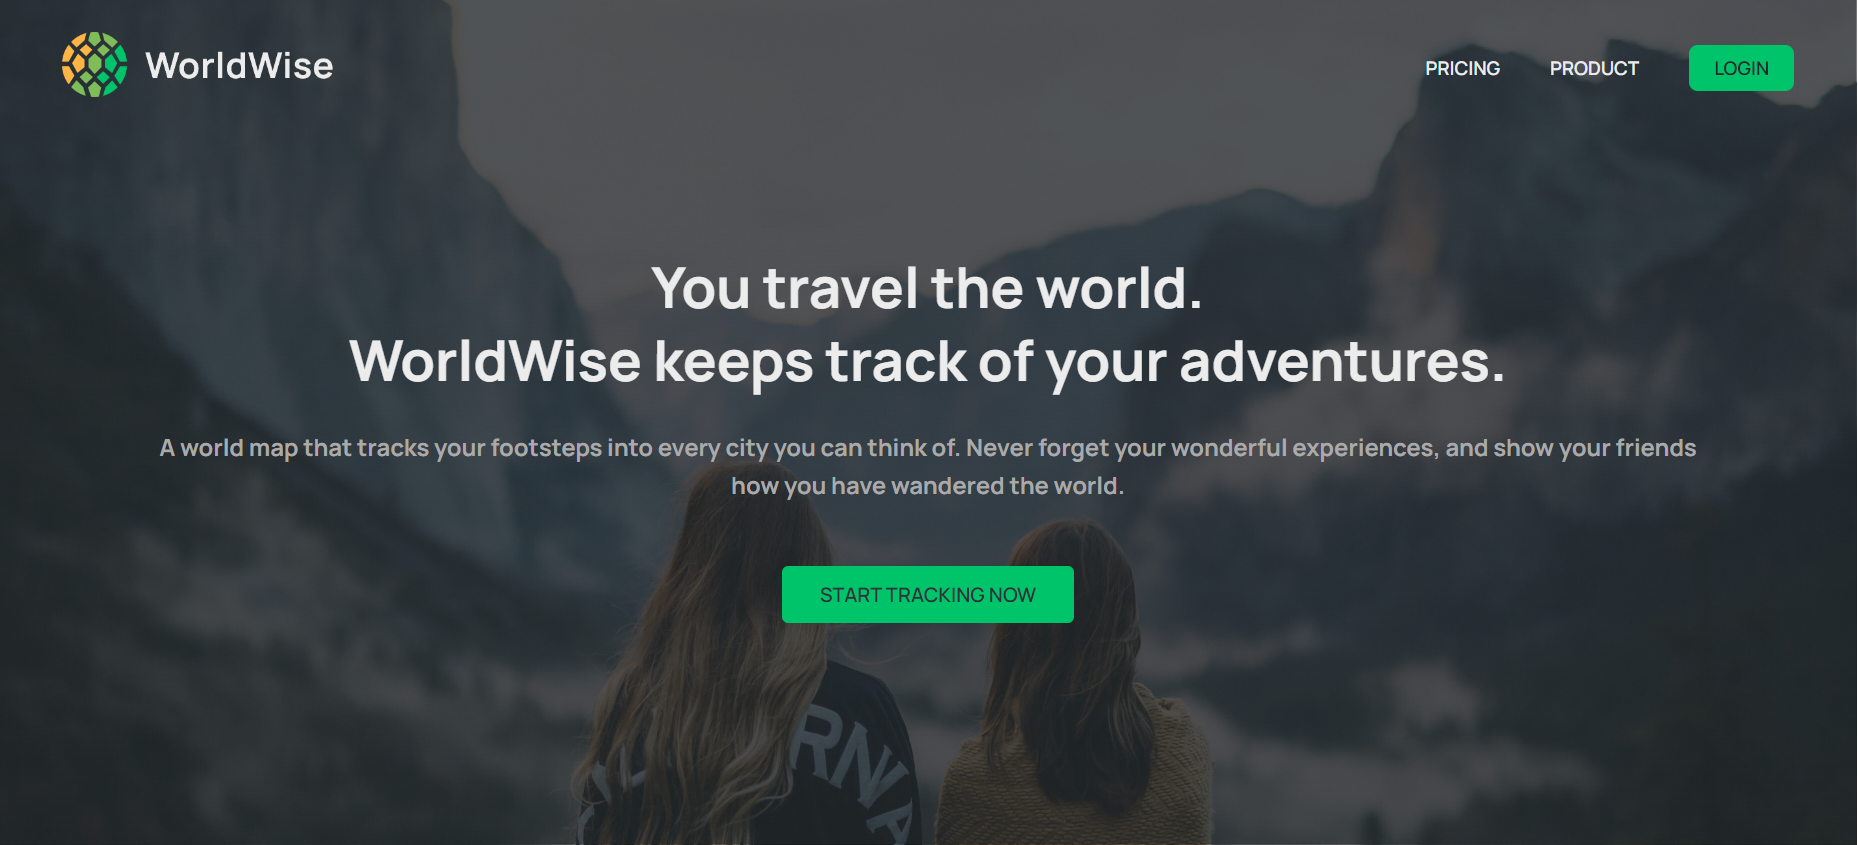 WorldWise
PRICING
PRODUCT
LOGIN
You travel the world.
WorldWise keeps track of your adventures.
A world map that tracks your footsteps into every city you can think of. Never forget your wonderful experiences, and show your friends
how you have wandered the world.
START TRACKING NOW